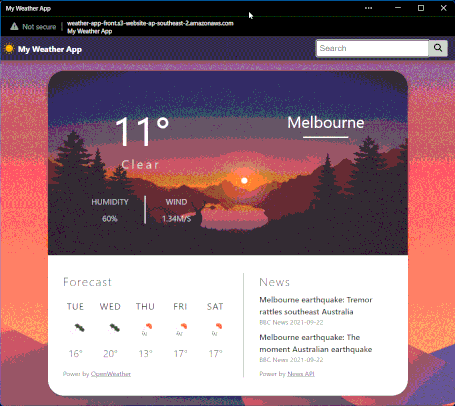 My Weather App
Not secure | weather-app-front.s3-website-ap-southeast-2.amazonaws.com
My Weather App
My Weather App
Search
11°
Clear
Melbourne
HUMIDITY WIND
60% 1.34M/S
Forecast
TUE WED THU FRI SAT
16° 20° 13° 17° 17°
Power by OpenWeather
News
Melbourne earthquake: Tremor
rattles southeast Australia
BBC News 2021-09-22
Melbourne earthquake: The
moment Australian earthquake
BBC News 2021-09-22
Power by News API